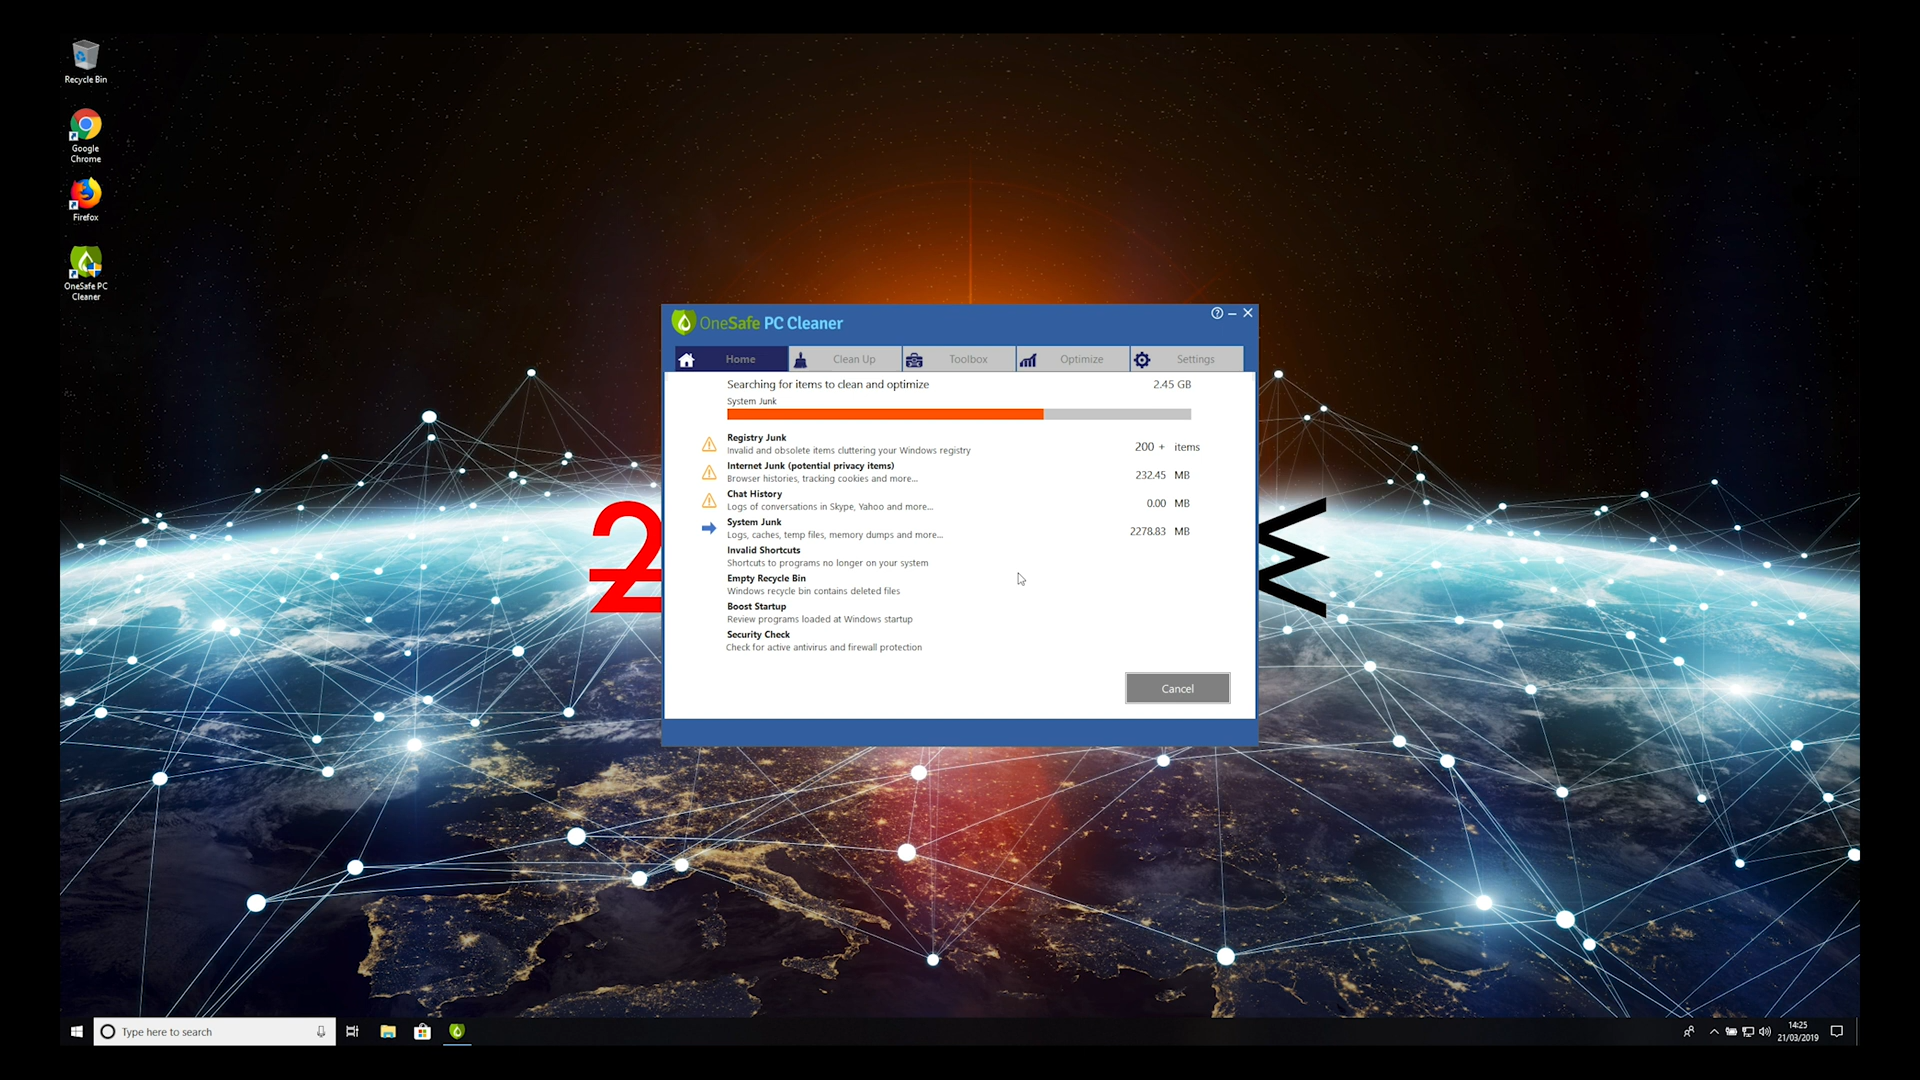 Recycle Bin
Google
Chrome
Firefox
OneSafe PC
Cleaner
OneSafe PC Cleaner
Home
Clean Up
Toolbox
Optimize
Settings
Searching for items to clean and optimize 2.45 GB
System Junk
Registry Junk
Invalid and obsolete items cluttering your Windows registry
200 + items
Internet Junk (potential privacy items)
Browser histories, tracking cookies and more...
232.45 MB
Chat History
Logs of conversations in Skype, Yahoo and more...
0.00 MB
System Junk
Logs, caches, temp files, memory dumps and more...
2278.83 MB
Invalid Shortcuts
Shortcuts to programs no longer on your system
Empty Recycle Bin
Windows recycle bin contains deleted files
Boost Startup
Review programs loaded at Windows startup
Security Check
Check for active antivirus and firewall protection
Cancel
2
Type here to search
14:25
21/03/2019